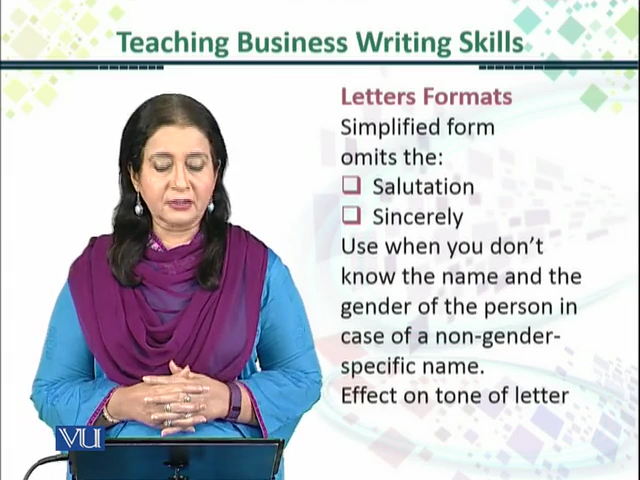 Teaching Business Writing Skills
Letters Formats
Simplified form
omits the:
Salutation
Sincerely
Use when you don't
know the name and the
gender of the person in
case of a non-gender-
specific name.
Effect on tone of letter
VU